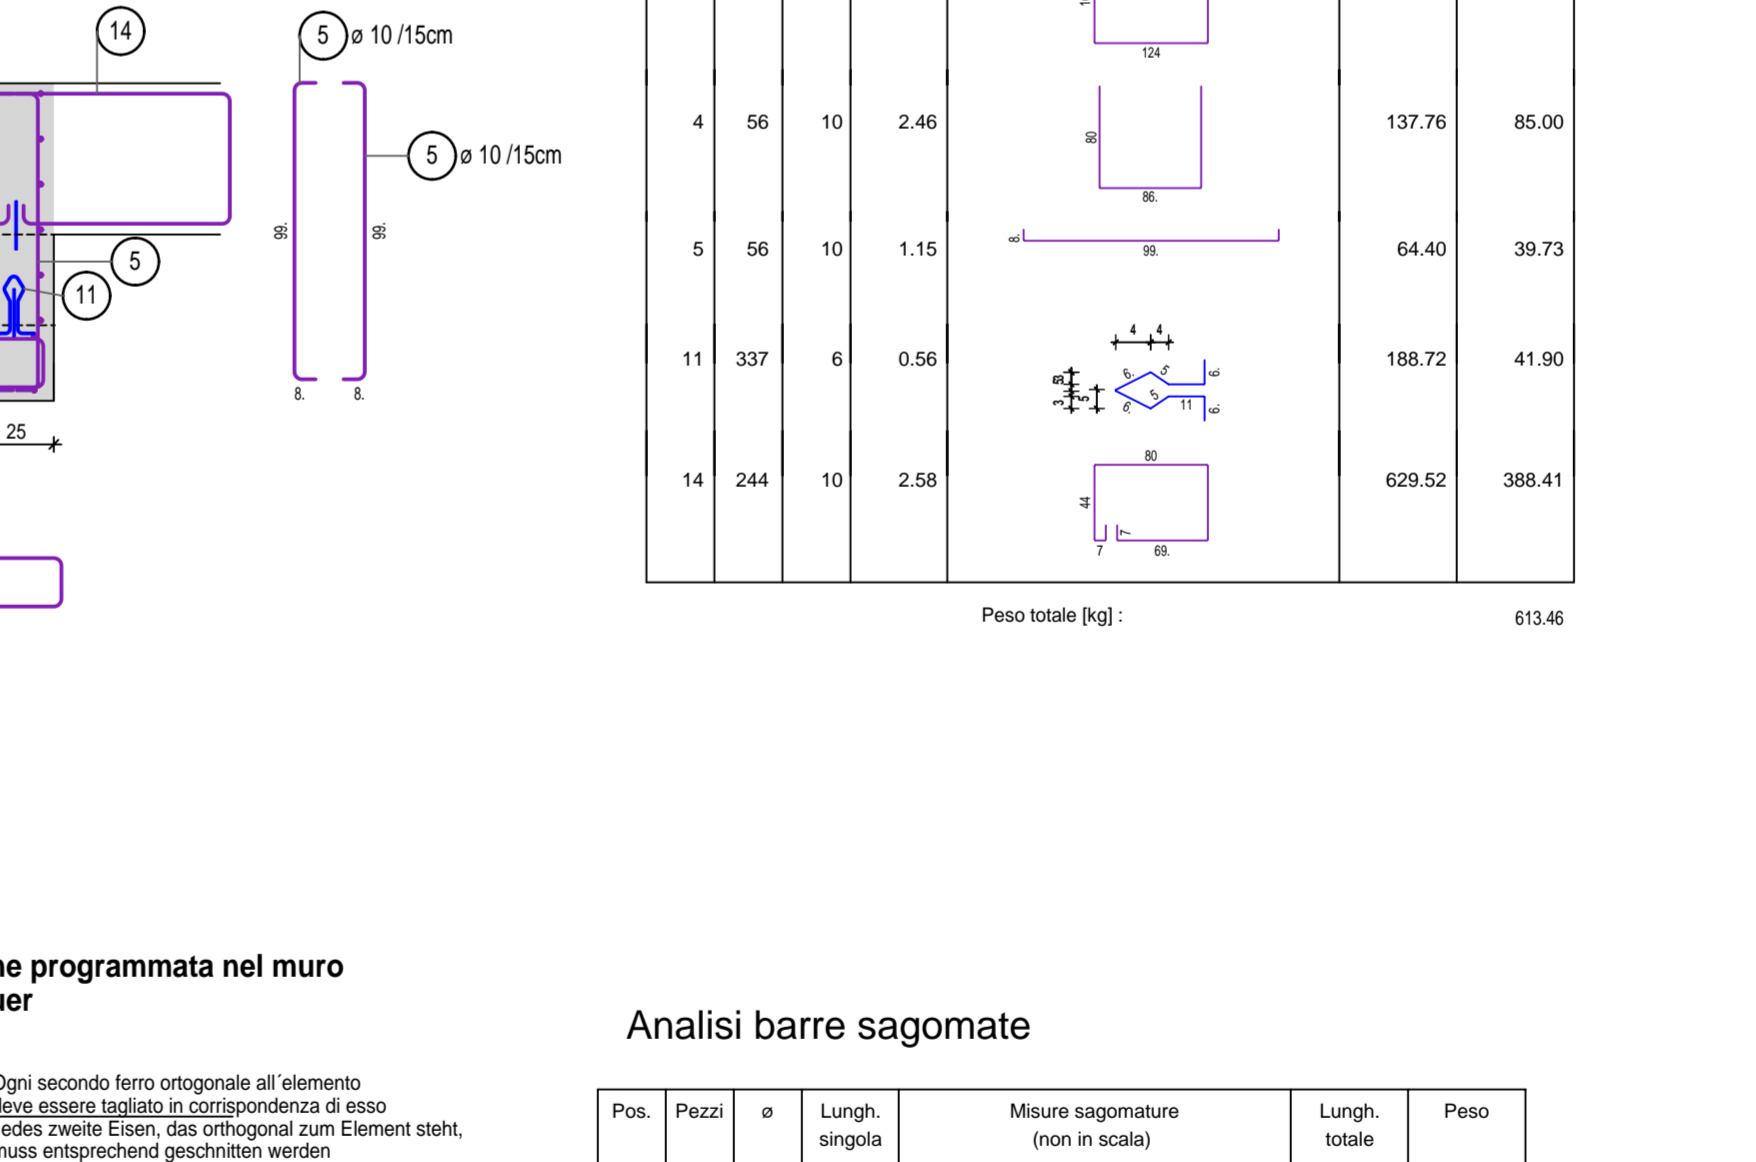 14
5 ø 10 /15cm
5 ø 10 /15cm
99.
99.
8.
8.
5
11
25
124
4 56 10 2.46 80 86. 137.76 85.00
5 56 10 1.15 8. 99. 64.40 39.73
4 4
11 337 6 0.56 6. 5 6. 5 6. 11 6. 3 5 188.72 41.90
14 244 10 2.58 80 44 7 7 69. 629.52 388.41
Peso totale [kg] : 613.46
ne programmata nel muro
uer
Ogni secondo ferro ortogonale all´elemento
deve essere tagliato in corrispondenza di esso
jedes zweite Eisen, das orthogonal zum Element steht,
muss entsprechend geschnitten werden
Analisi barre sagomate
Pos. Pezzi ø Lungh. Misure sagomature Lungh. Peso
singola (non in scala) totale